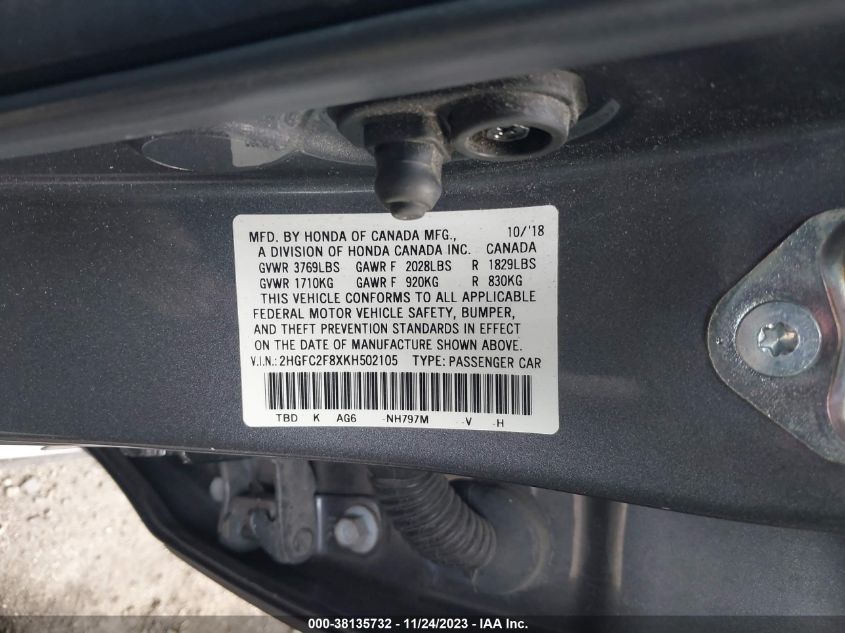 MFD. BY HONDA OF CANADA MFG., 10/'18
A DIVISION OF HONDA CANADA INC. CANADA
GVWR 3769LBS GAWR F 2028LBS R 1829LBS
GVWR 1710KG GAWR F 920KG R 830KG
THIS VEHICLE CONFORMS TO ALL APPLICABLE
FEDERAL MOTOR VEHICLE SAFETY, BUMPER,
AND THEFT PREVENTION STANDARDS IN EFFECT
ON THE DATE OF MANUFACTURE SHOWN ABOVE.
V.I.N.: 2HGFC2F8XKH502105 TYPE: PASSENGER CAR
TBD K AG6 -NH797M -V -H
000-38135732 - 11/24/2023 - IAA Inc.